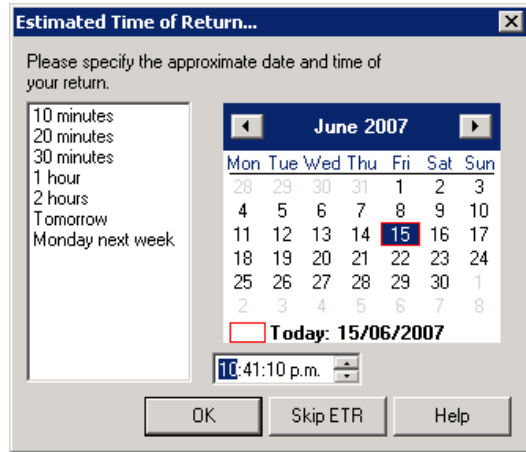 Estimated Time of Return...
Please specify the approximate date and time of
your return.
10 minutes
20 minutes
30 minutes
1 hour
2 hours
Tomorrow
Monday next week
June 2007
Mon Tue Wed Thu Fri Sat Sun
28 29 30 31 1 2 3
4 5 6 7 8 9 10
11 12 13 14 15 16 17
18 19 20 21 22 23 24
25 26 27 28 29 30 1
2 3 4 5 6 7 8
Today: 15/06/2007
10:41:10 p.m.
OK Skip ETR Help